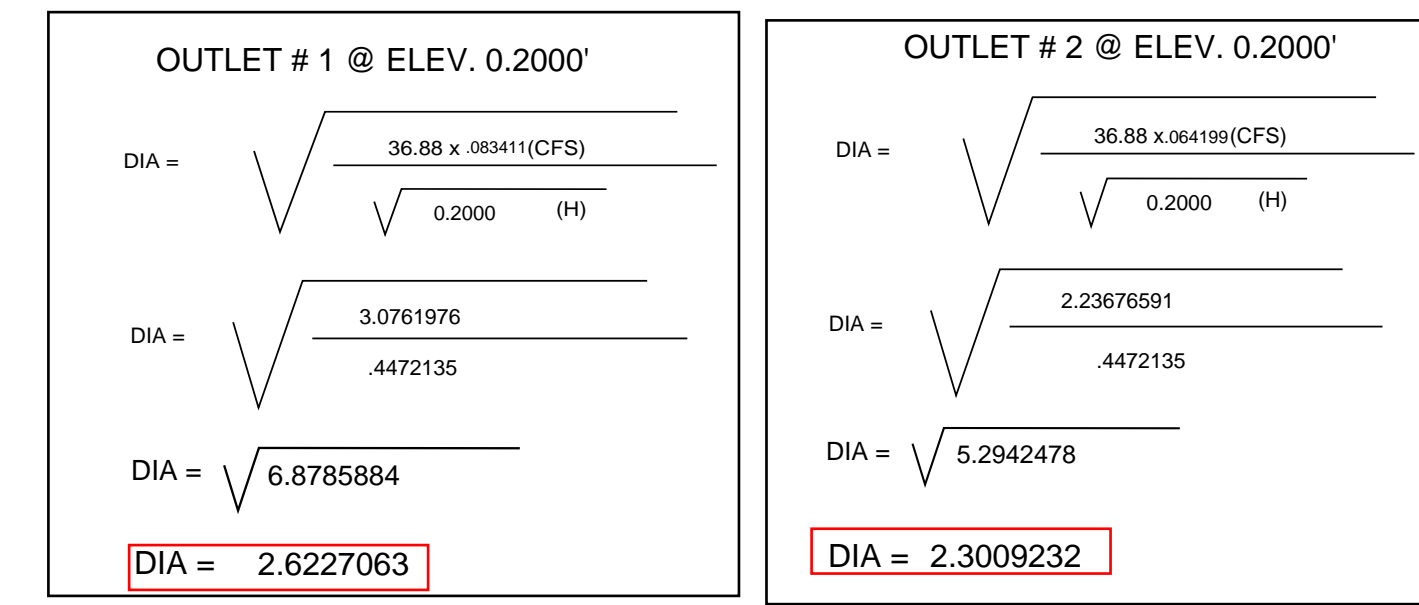 OUTLET # 1 @ ELEV. 0.2000'
DIA =
36.88 x .083411(CFS)
0.2000 (H)
DIA =
3.0761976
.4472135
DIA =
6.8785884
DIA = 2.6227063
OUTLET # 2 @ ELEV. 0.2000'
DIA =
36.88 x.064199(CFS)
0.2000 (H)
DIA =
2.23676591
.4472135
DIA =
5.2942478
DIA = 2.3009232